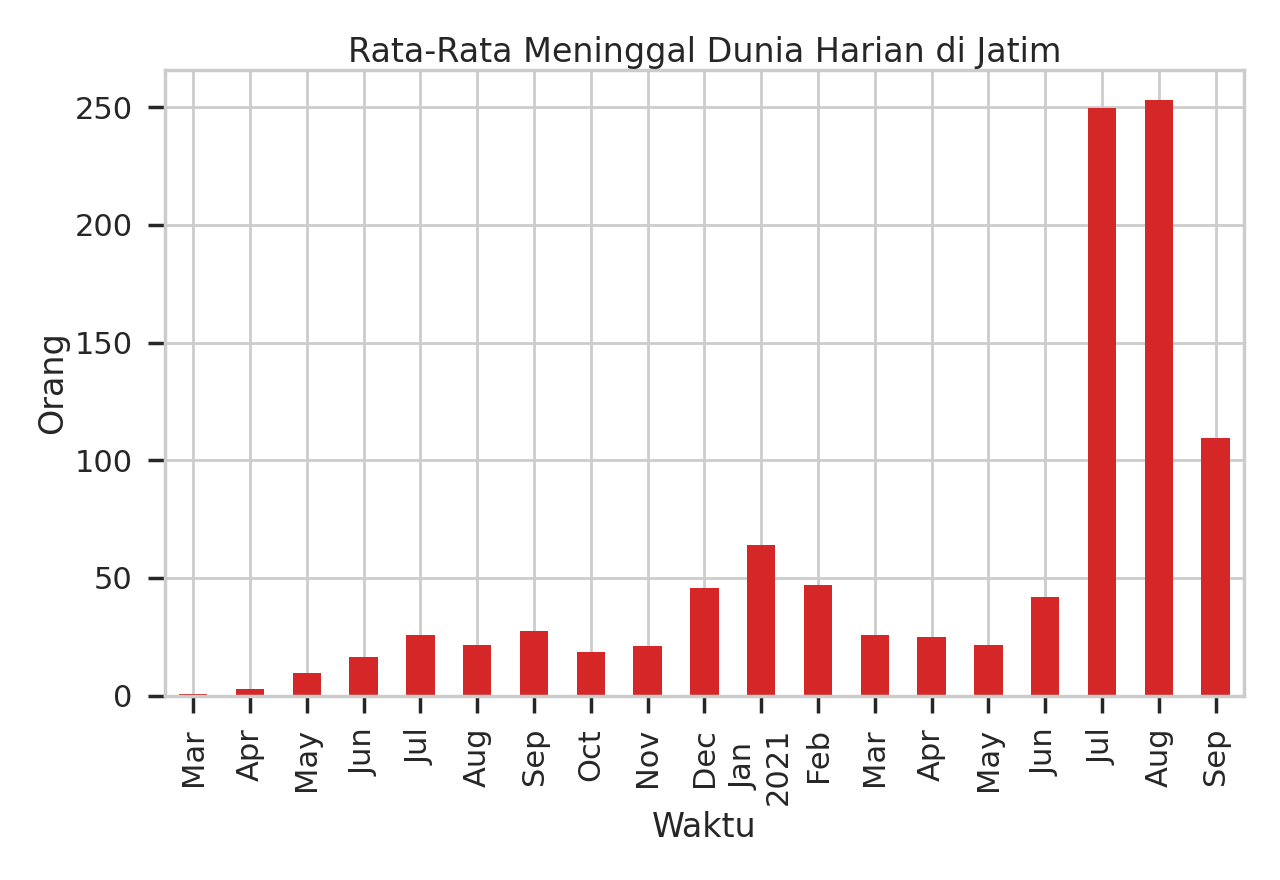 Rata-Rata Meninggal Dunia Harian di Jatim
250
200
150
100
50
0
Orang
Mar
Apr
May
Jun
Jul
Aug
Sep
Oct
Nov
Dec
Jan
2021
Feb
Mar
Apr
May
Jun
Jul
Aug
Sep
Waktu